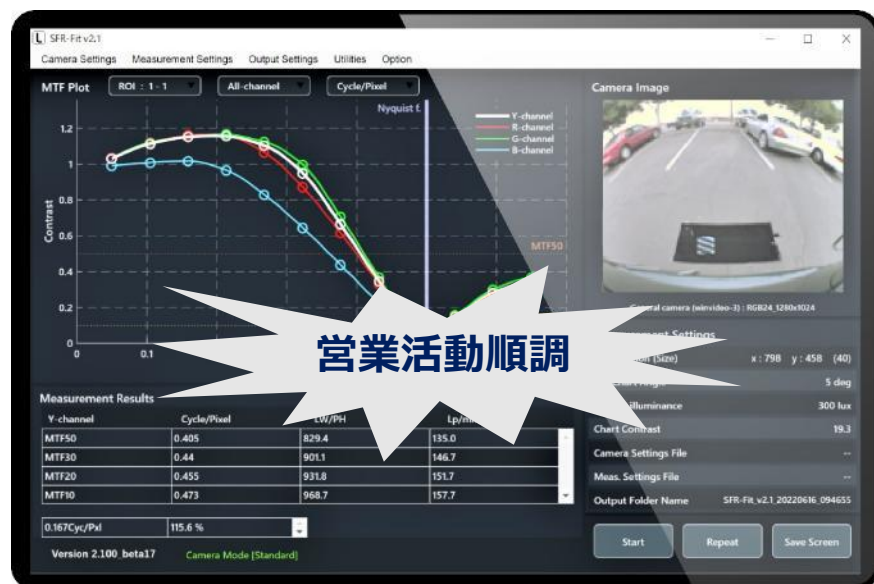 SFR-Fit v2.1
Camera Settings Measurement Settings Output Settings Utilities Option
MTF Plot ROI : 1 - 1 All-channel Cycle/Pixel
Camera Image
Nyquist f.
Y-channel
R-channel
G-channel
B-channel
1.2
1
0.8
0.6
0.4
0.2
0
Contrast
MTF50
0 0.1
営業活動順調
General camera (winvideo-3) : RGB24_1280x1024
Settings
(Size) x : 798 y : 458 (40)
5 deg
illuminance 300 lux
Chart Contrast 19.3
Camera Settings File --
Meas. Settings File --
Output Folder Name SFR-Fit_v2.1_20220616_094655
Measurement Results
Y-channel Cycle/Pixel LW/PH
MTF50 0.405 829.4 135.0
MTF30 0.44 901.1 146.7
MTF20 0.455 931.8 151.7
MTF10 0.473 968.7 157.7
0.167Cyc/Pxl 115.6 %
Version 2.100_beta17 Camera Mode [Standard]
Start Repeat Save Screen